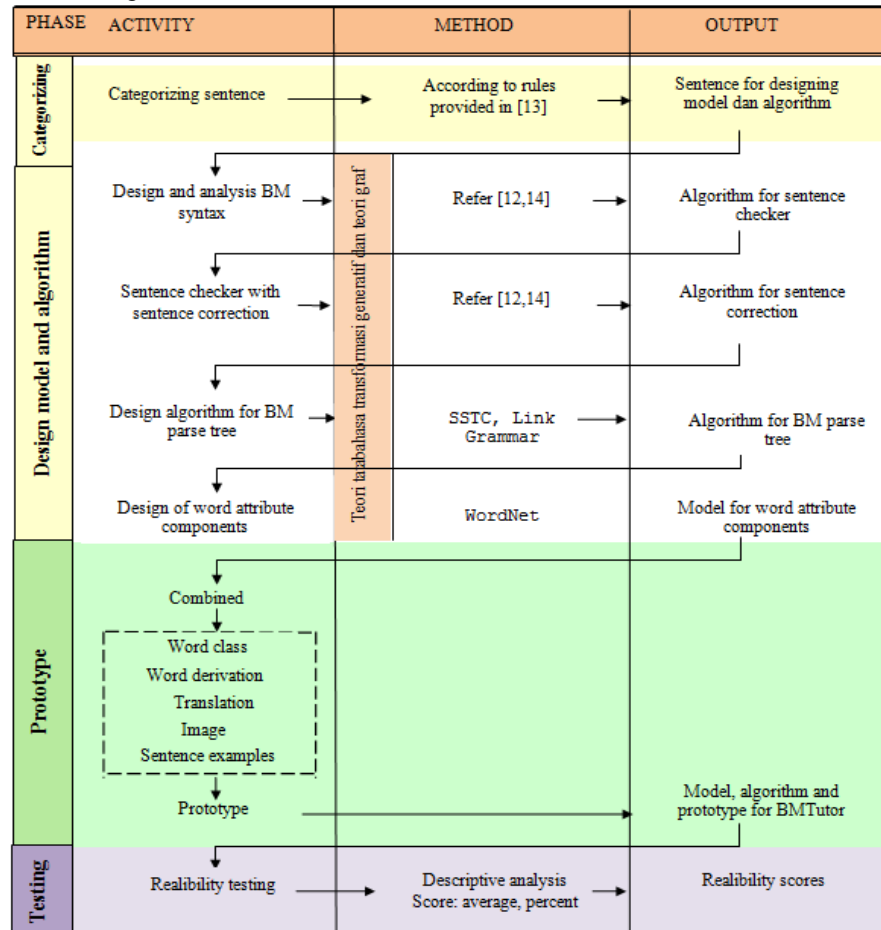 PHASE ACTIVITY METHOD OUTPUT
Categorizing
Categorizing sentence
According to rules
provided in [13]
Sentence for designing
model dan algorithm
Design model and algorithm
Teori tatabahasa transformasi generatif dan teori graf
Design and analysis BM
syntax
Refer [12,14]
Algorithm for sentence
checker
Sentence checker with
sentence correction
Refer [12,14]
Algorithm for sentence
correction
Design algorithm for BM
parse tree
SSTC, Link
Grammar
Algorithm for BM parse
tree
Design of word attribute
components
WordNet
Model for word attribute
components
Prototype
Combined
Word class
Word derivation
Translation
Image
Sentence examples
Prototype
Model, algorithm and
prototype for BMTutor
Testing
Realibility testing
Descriptive analysis
Score: average, percent
Realibility scores